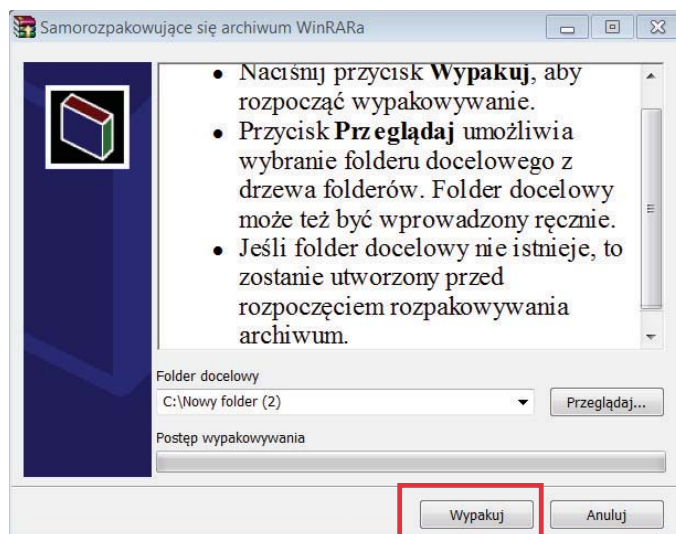 Samorozpakowujące się archiwum WinRARa
• Naciśnij przycisk Wypakuj, aby
rozpocząć wypakowywanie.
• Przycisk Przeglądaj umożliwia
wybranie folderu docelowego z
drzewa folderów. Folder docelowy
może też być wprowadzony ręcznie.
• Jeśli folder docelowy nie istnieje, to
zostanie utworzony przed
rozpoczęciem rozpakowywania
archiwum.
Folder docelowy
C:\Nowy folder (2)
Przeglądaj...
Postęp wypakowywania
Wypakuj
Anuluj